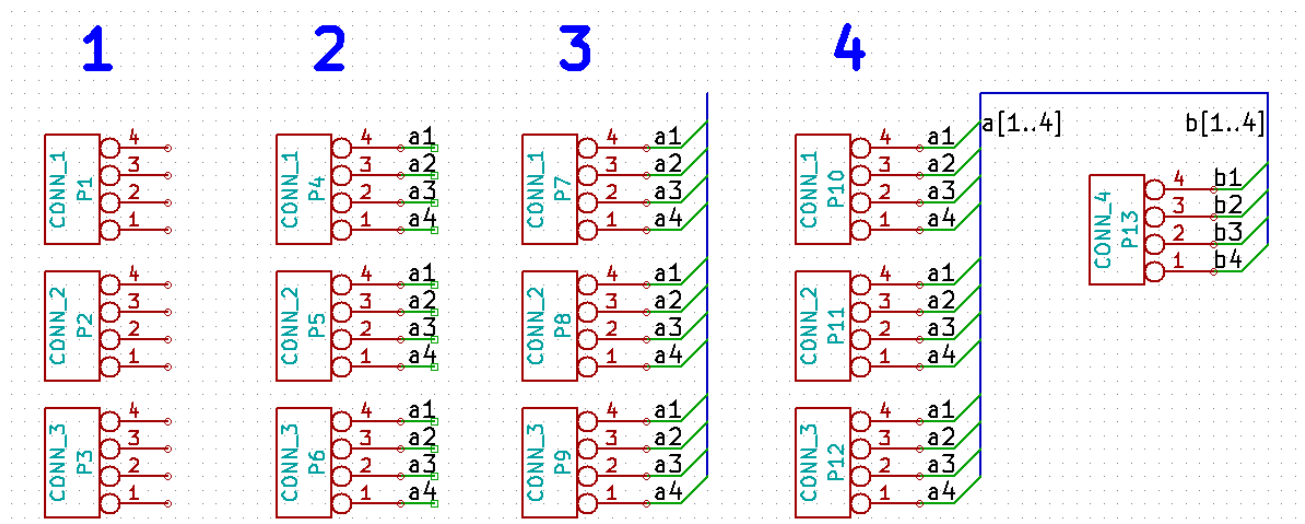 1 2 3 4
a[1..4] b[1..4]
CONN_1 P1 4 3 2 1
CONN_1 P4 4 a1 3 a2 2 a3 1 a4
CONN_1 P7 4 a1 3 a2 2 a3 1 a4
CONN_1 P10 4 a1 3 a2 2 a3 1 a4
CONN_4 P13 4 b1 3 b2 2 b3 1 b4
CONN_2 P2 4 3 2 1
CONN_2 P5 4 a1 3 a2 2 a3 1 a4
CONN_2 P8 4 a1 3 a2 2 a3 1 a4
CONN_2 P11 4 a1 3 a2 2 a3 1 a4
CONN_3 P3 4 3 2 1
CONN_3 P6 4 a1 3 a2 2 a3 1 a4
CONN_3 P9 4 a1 3 a2 2 a3 1 a4
CONN_3 P12 4 a1 3 a2 2 a3 1 a4